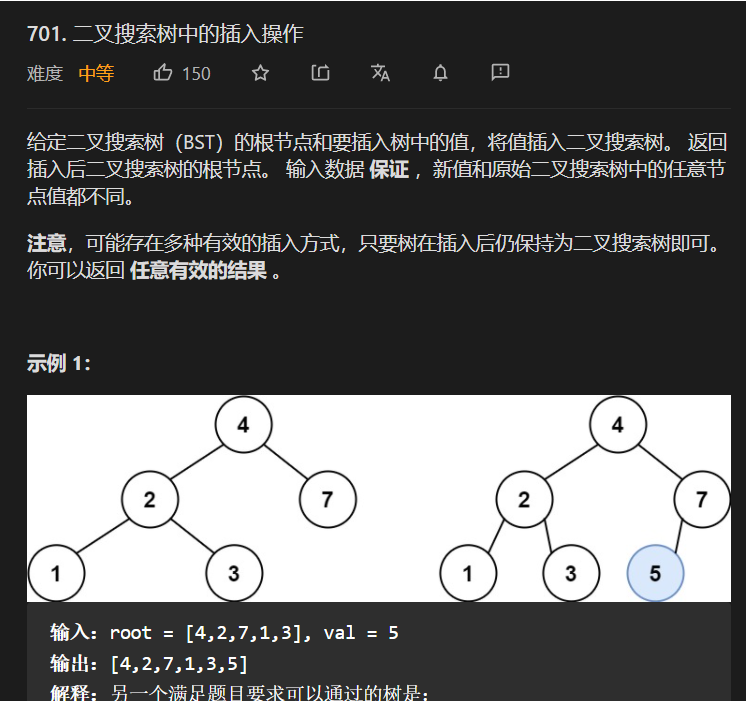 701. 二叉搜索树中的插入操作
难度 中等 150
给定二叉搜索树（BST）的根节点和要插入树中的值，将值插入二叉搜索树。 返回
插入后二叉搜索树的根节点。 输入数据 保证 ，新值和原始二叉搜索树中的任意节
点值都不同。
注意，可能存在多种有效的插入方式，只要树在插入后仍保持为二叉搜索树即可。
你可以返回 任意有效的结果 。
示例 1：
4 4
2 7 2 7
1 3 1 3 5
输入：root = [4,2,7,1,3], val = 5
输出：[4,2,7,1,3,5]
解释：另一个满足题目要求可以通过的树是：